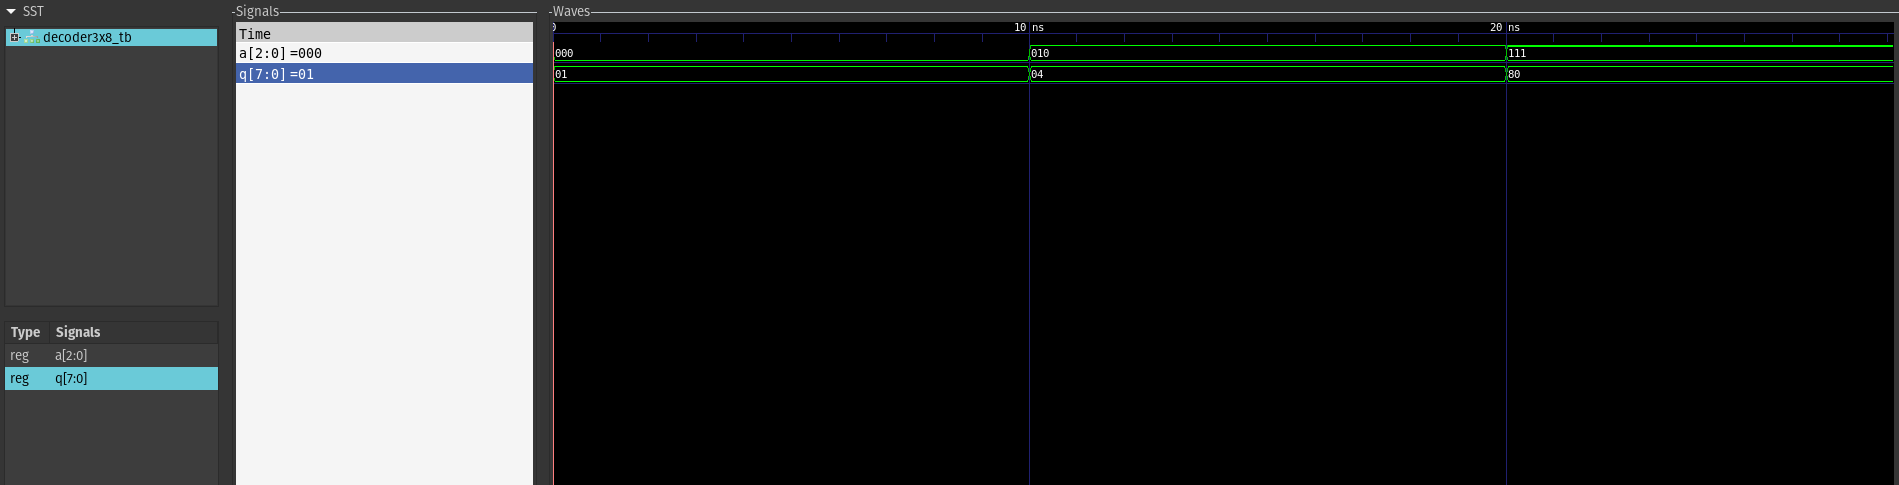 SST
decoder3x8_tb
Type Signals
reg a[2:0]
reg q[7:0]
Signals
Time
a[2:0]=000
q[7:0]=01
Waves
0 10 ns 20 ns
000 010 111
01 04 80